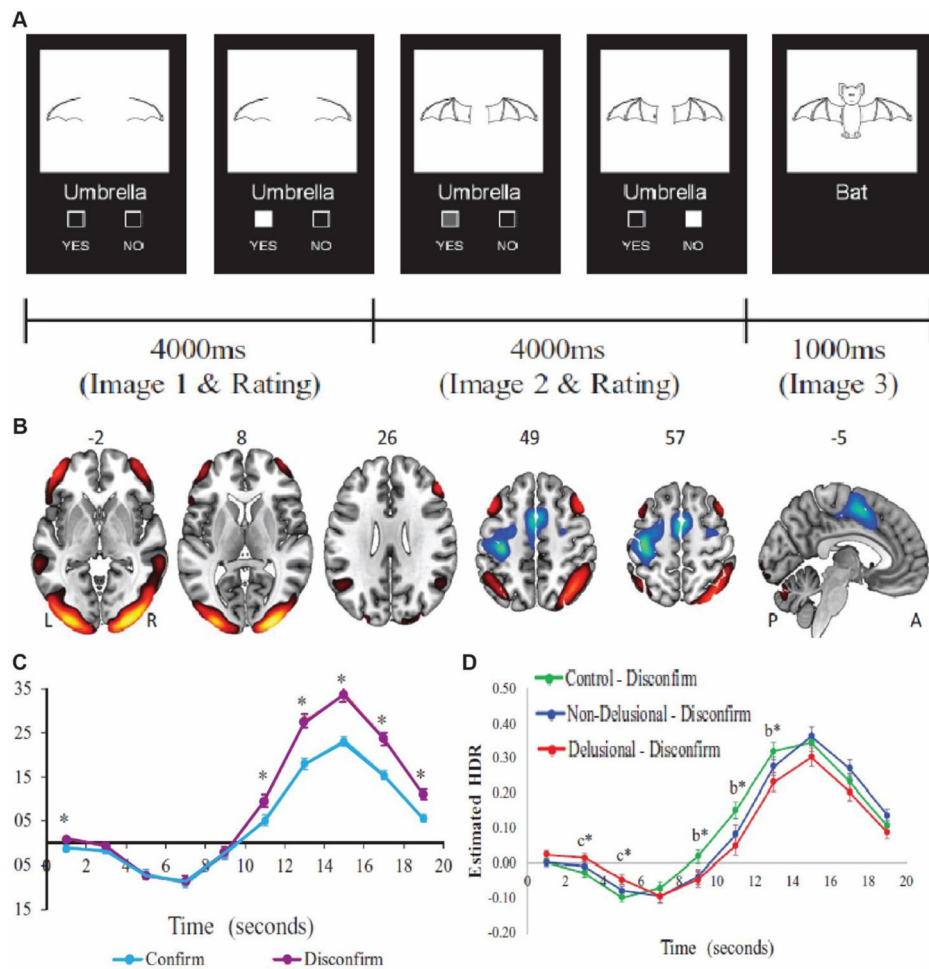 A
Umbrella
YES NO
Umbrella
YES NO
Umbrella
YES NO
Umbrella
YES NO
Bat
4000ms
(Image 1 & Rating)
4000ms
(Image 2 & Rating)
1000ms
(Image 3)
B
-2 8 26 49 57 -5
L R P A
C
35
25
15
05
05
15
* * * * * *
0 2 4 6 8 10 12 14 16 18 20
Time (seconds)
Confirm Disconfirm
D
Control - Disconfirm
Non-Delusional - Disconfirm
Delusional - Disconfirm
Estimated HDR
0.50
0.40
0.30
0.20
0.10
0.00
-0.10
-0.20
c* c* b* b* b*
0 2 4 6 8 10 12 14 16 18 20
Time (seconds)